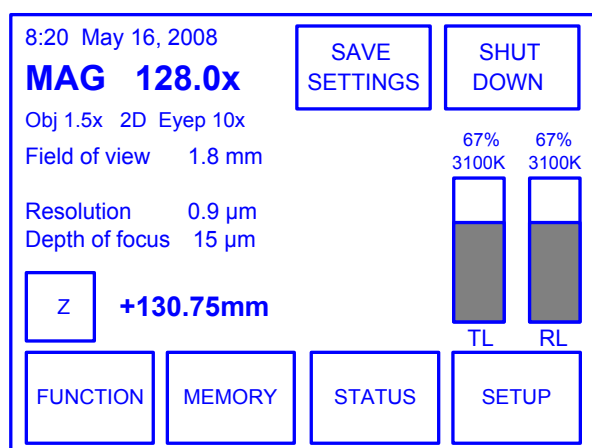 8:20 May 16, 2008
SAVE
SETTINGS
SHUT
DOWN
MAG 128.0x
Obj 1.5x 2D Eyep 10x
Field of view 1.8 mm
67% 67%
3100K 3100K
Resolution 0.9 µm
Depth of focus 15 µm
Z +130.75mm
TL RL
FUNCTION MEMORY STATUS SETUP